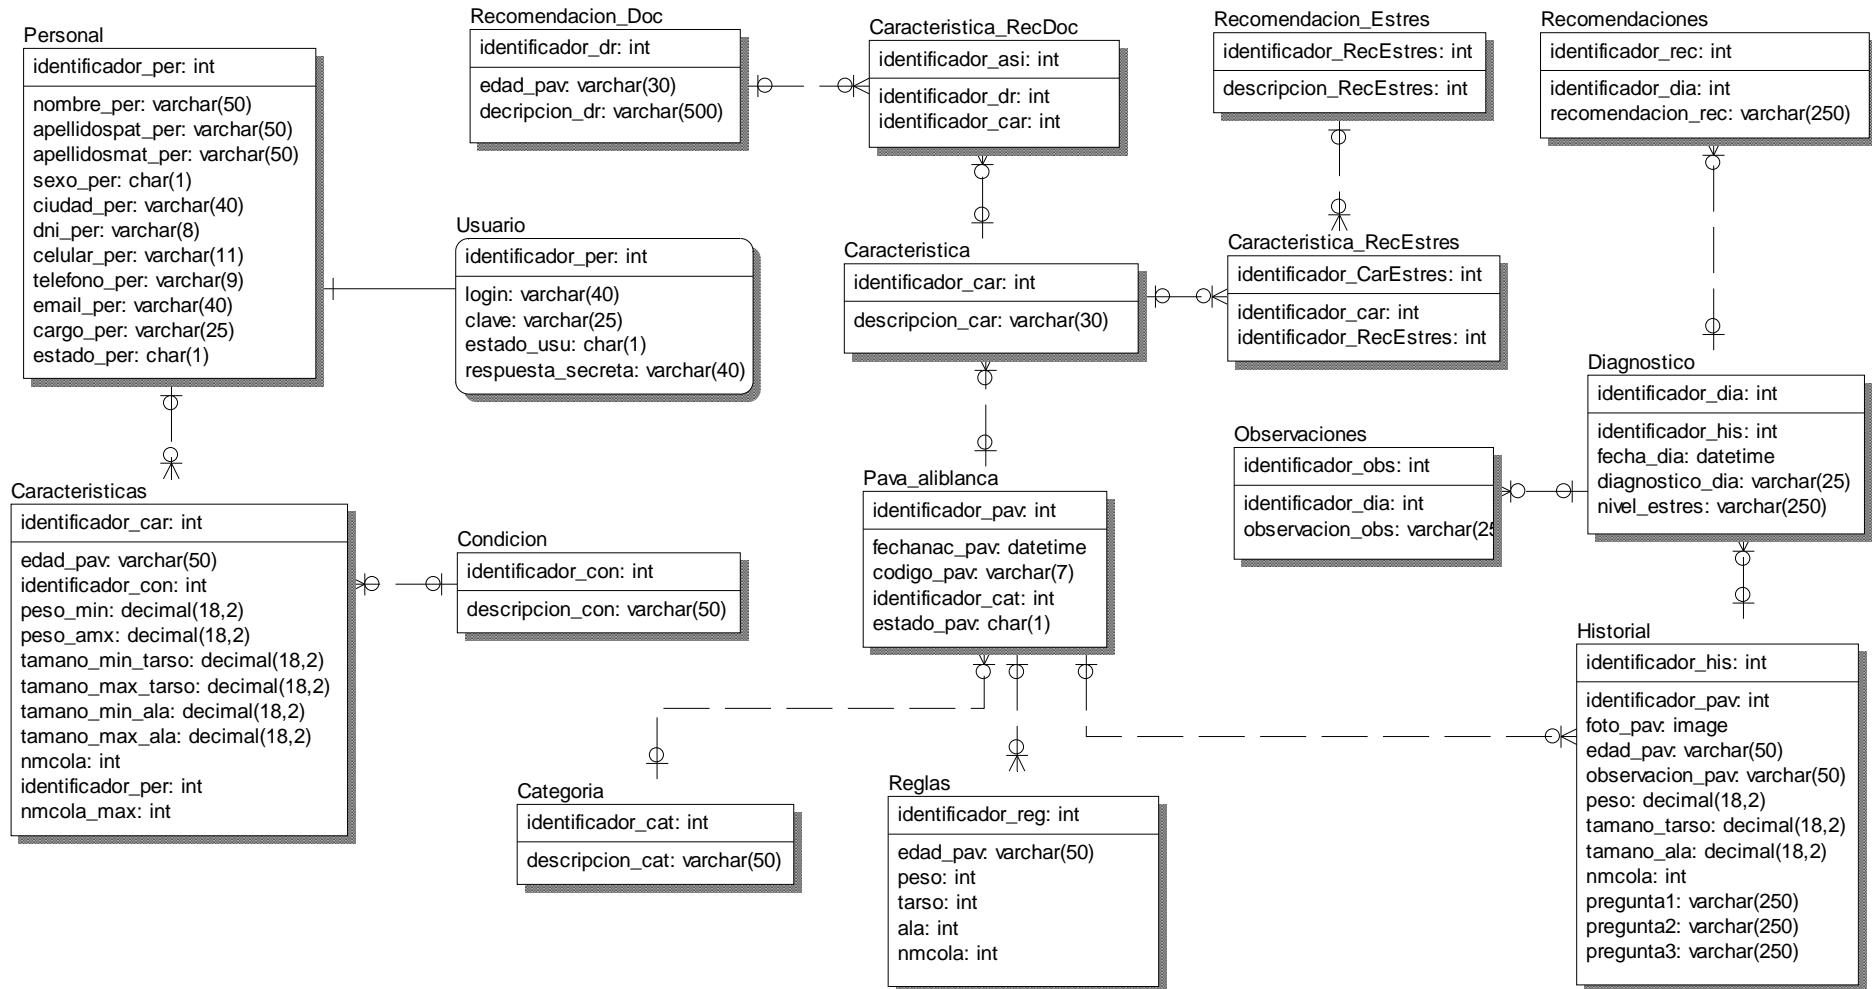 Personal
identificador_per: int
nombre_per: varchar(50)
apellidospat_per: varchar(50)
apellidosmat_per: varchar(50)
sexo_per: char(1)
ciudad_per: varchar(40)
dni_per: varchar(8)
celular_per: varchar(11)
telefono_per: varchar(9)
email_per: varchar(40)
cargo_per: varchar(25)
estado_per: char(1)
Recomendacion_Doc
identificador_dr: int
edad_pav: varchar(30)
decripcion_dr: varchar(500)
Caracteristica_RecDoc
identificador_asi: int
identificador_dr: int
identificador_car: int
Recomendacion_Estres
identificador_RecEstres: int
descripcion_RecEstres: int
Recomendaciones
identificador_rec: int
identificador_dia: int
recomendacion_rec: varchar(250)
Usuario
identificador_per: int
login: varchar(40)
clave: varchar(25)
estado_usu: char(1)
respuesta_secreta: varchar(40)
Caracteristica
identificador_car: int
descripcion_car: varchar(30)
Caracteristica_RecEstres
identificador_CarEstres: int
identificador_car: int
identificador_RecEstres: int
Diagnostico
identificador_dia: int
identificador_his: int
fecha_dia: datetime
diagnostico_dia: varchar(25)
nivel_estres: varchar(250)
Observaciones
identificador_obs: int
identificador_dia: int
observacion_obs: varchar(25
Caracteristicas
identificador_car: int
edad_pav: varchar(50)
identificador_con: int
peso_min: decimal(18,2)
peso_amx: decimal(18,2)
tamano_min_tarso: decimal(18,2)
tamano_max_tarso: decimal(18,2)
tamano_min_ala: decimal(18,2)
tamano_max_ala: decimal(18,2)
nmcola: int
identificador_per: int
nmcola_max: int
Condicion
identificador_con: int
descripcion_con: varchar(50)
Pava_aliblanca
identificador_pav: int
fechanac_pav: datetime
codigo_pav: varchar(7)
identificador_cat: int
estado_pav: char(1)
Historial
identificador_his: int
identificador_pav: int
foto_pav: image
edad_pav: varchar(50)
observacion_pav: varchar(50)
peso: decimal(18,2)
tamano_tarso: decimal(18,2)
tamano_ala: decimal(18,2)
nmcola: int
pregunta1: varchar(250)
pregunta2: varchar(250)
pregunta3: varchar(250)
Categoria
identificador_cat: int
descripcion_cat: varchar(50)
Reglas
identificador_reg: int
edad_pav: varchar(50)
peso: int
tarso: int
ala: int
nmcola: int